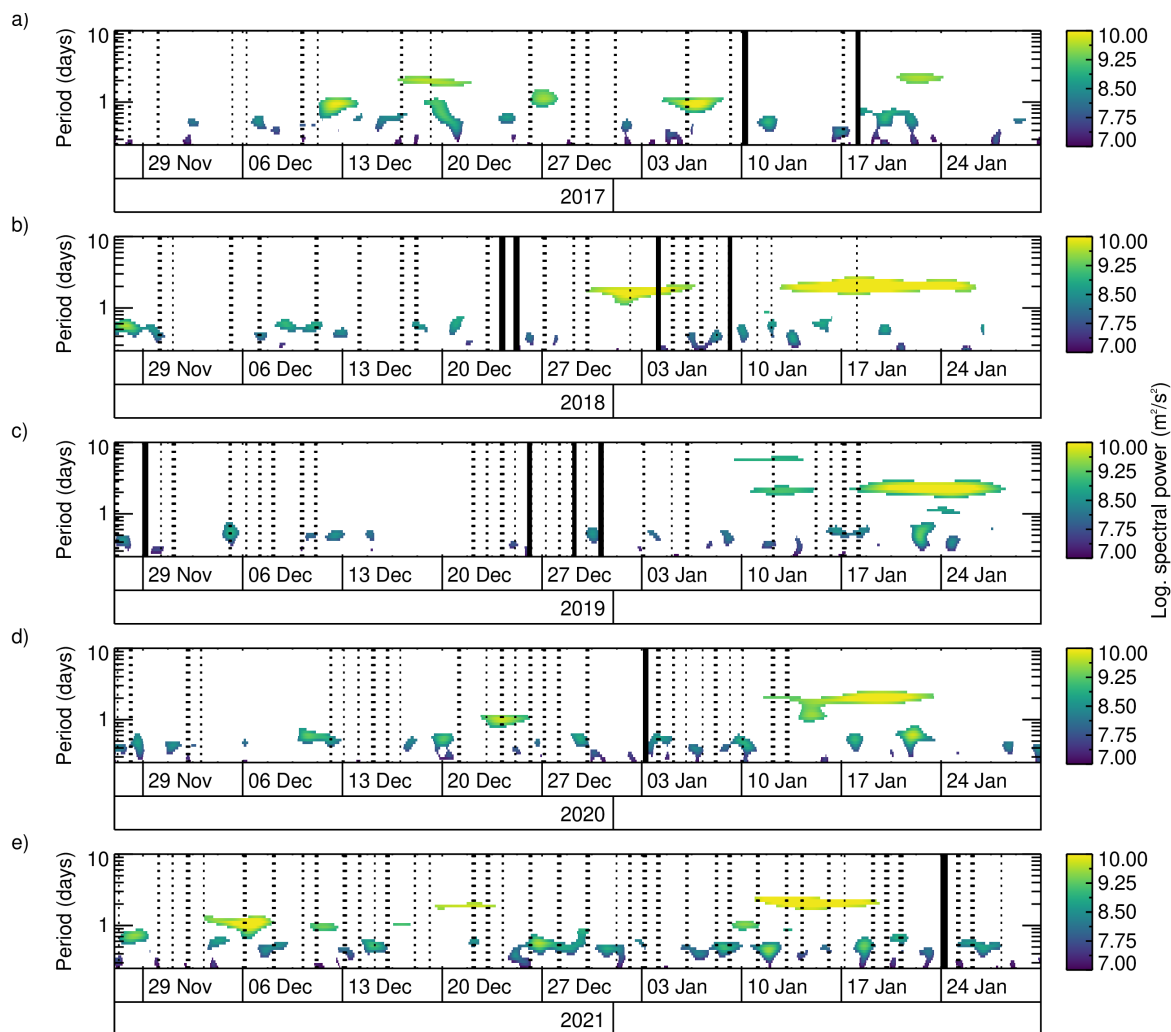 a)
Period (days)
10
1
10.00
9.25
8.50
7.75
7.00
29 Nov 06 Dec 13 Dec 20 Dec 27 Dec 03 Jan 10 Jan 17 Jan 24 Jan
2017
b)
Period (days)
10
1
10.00
9.25
8.50
7.75
7.00
29 Nov 06 Dec 13 Dec 20 Dec 27 Dec 03 Jan 10 Jan 17 Jan 24 Jan
2018
c)
Period (days)
10
1
10.00
9.25
8.50
7.75
7.00
29 Nov 06 Dec 13 Dec 20 Dec 27 Dec 03 Jan 10 Jan 17 Jan 24 Jan
2019
Log. spectral power (m²/s²)
d)
Period (days)
10
1
10.00
9.25
8.50
7.75
7.00
29 Nov 06 Dec 13 Dec 20 Dec 27 Dec 03 Jan 10 Jan 17 Jan 24 Jan
2020
e)
Period (days)
10
1
10.00
9.25
8.50
7.75
7.00
29 Nov 06 Dec 13 Dec 20 Dec 27 Dec 03 Jan 10 Jan 17 Jan 24 Jan
2021